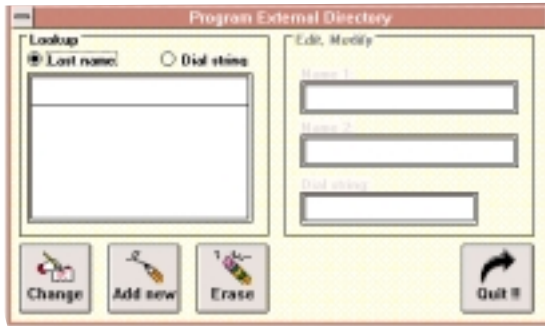 Program External Directory
Lookup
Last name
Dial string
Edit, Modify
Name 1:
Name 2:
Dial string
Change
Add new
Erase
Quit !!